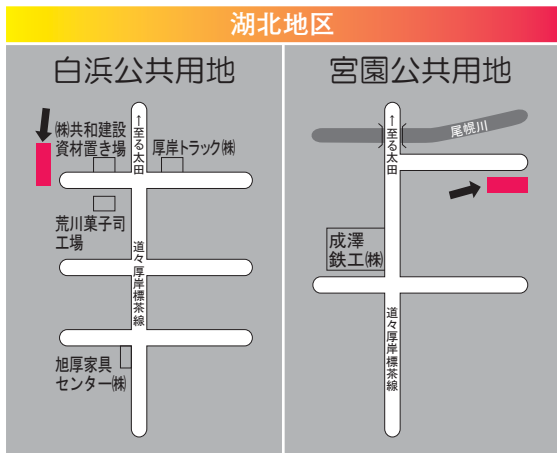 湖北地区
白浜公共用地
↑至る太田
㈱共和建設
資材置き場
厚岸トラック㈱
荒川菓子司
工場
道々厚岸標茶線
旭厚家具
センター㈱
宮園公共用地
↑至る太田
尾幌川
成澤
鉄工㈱
道々厚岸標茶線